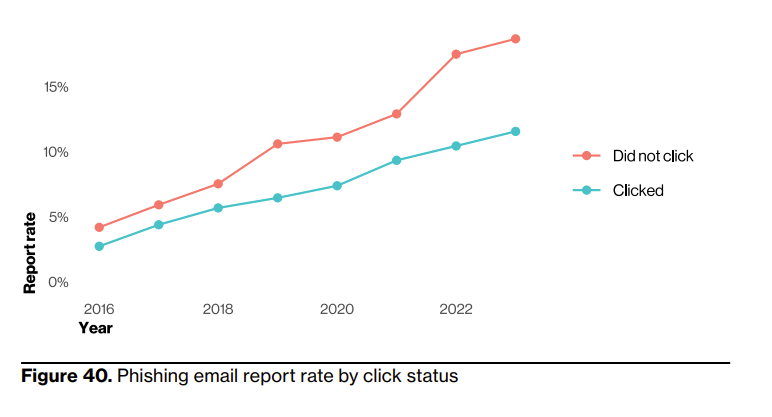 15%
10%
5%
0%
Report rate
2016 2018 2020 2022
Year
Did not click
Clicked
Figure 40. Phishing email report rate by click status